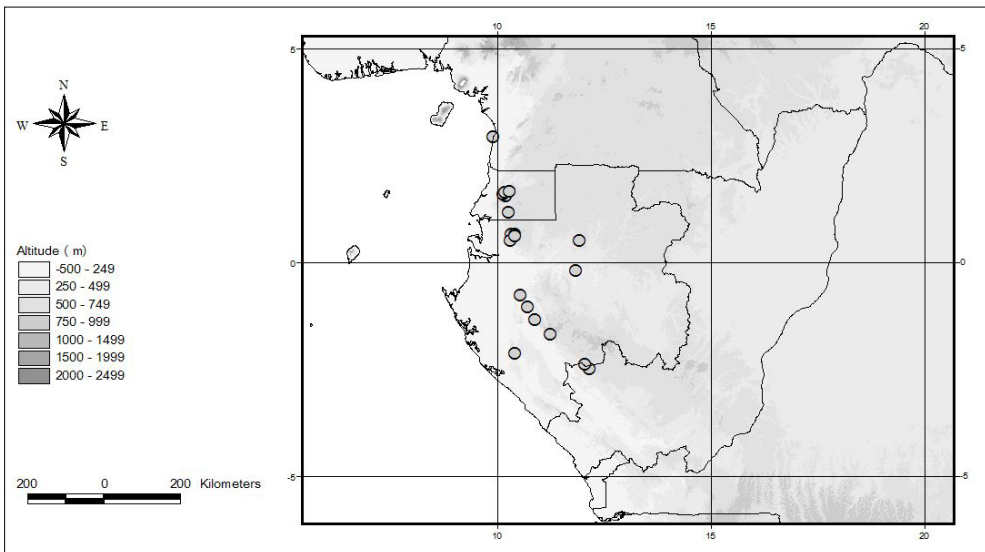 10 15 20
5 5
N
W E
S
Altitude ( m)
-500 - 249
250 - 499
500 - 749
750 - 999
1000 - 1499
1500 - 1999
2000 - 2499
0 0
-5 -5
200 0 200 Kilometers
10 15 20